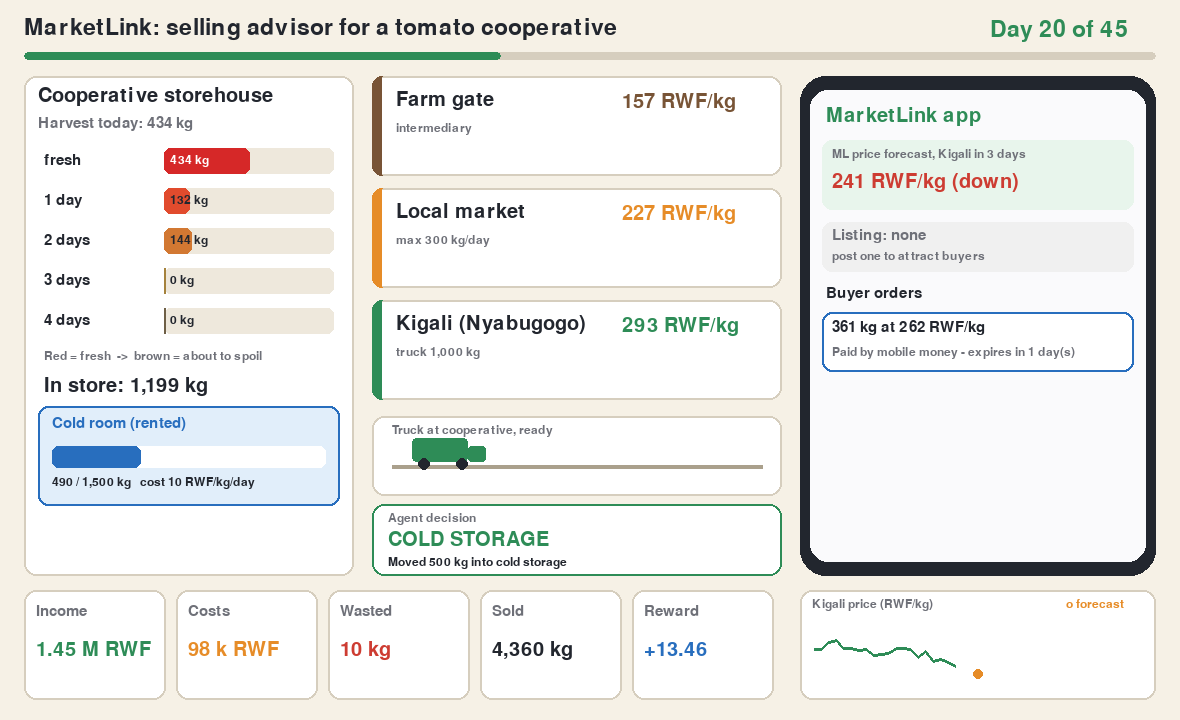 MarketLink: selling advisor for a tomato cooperative
Day 20 of 45
Cooperative storehouse
Harvest today: 434 kg
fresh 434 kg
1 day 132 kg
2 days 144 kg
3 days 0 kg
4 days 0 kg
Red = fresh -> brown = about to spoil
In store: 1,199 kg
Cold room (rented)
490 / 1,500 kg cost 10 RWF/kg/day
Farm gate 157 RWF/kg
intermediary
Local market 227 RWF/kg
max 300 kg/day
Kigali (Nyabugogo) 293 RWF/kg
truck 1,000 kg
Truck at cooperative, ready
Agent decision
COLD STORAGE
Moved 500 kg into cold storage
MarketLink app
ML price forecast, Kigali in 3 days
241 RWF/kg (down)
Listing: none
post one to attract buyers
Buyer orders
361 kg at 262 RWF/kg
Paid by mobile money - expires in 1 day(s)
Income
1.45 M RWF
Costs
98 k RWF
Wasted
10 kg
Sold
4,360 kg
Reward
+13.46
Kigali price (RWF/kg)
o forecast